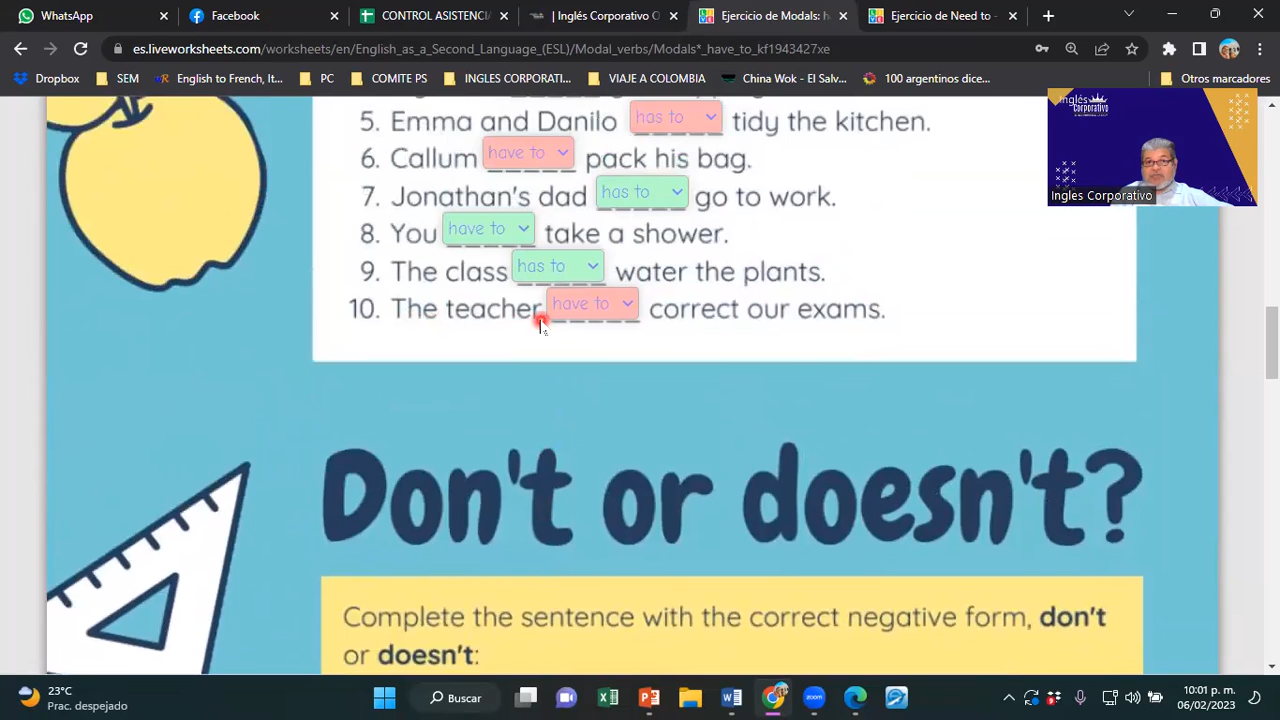 WhatsApp
Facebook
CONTROL ASISTENCIA
Inglés Corporativo O
Ejercicio de Modals: ha
Ejercicio de Need to -
es.liveworksheets.com/worksheets/en/English_as_a_Second_Language_(ESL)/Modal_verbs/Modals*_have_to_kf1943427xe
Dropbox
SEM
English to French, It...
PC
COMITE PS
INGLES CORPORATI...
VIAJE A COLOMBIA
China Wok - El Salv...
100 argentinos dice...
Otros marcadores
5. Emma and Danilo has to tidy the kitchen.
6. Callum have to pack his bag.
7. Jonathan's dad has to go to work.
8. You have to take a shower.
9. The class has to water the plants.
10. The teacher have to correct our exams.
Inglés
Corporativo
Ingles Corporativo
Don't or doesn't?
Complete the sentence with the correct negative form, don't
or doesn't:
23°C
Prac. despejado
Buscar
10:01 p. m.
06/02/2023